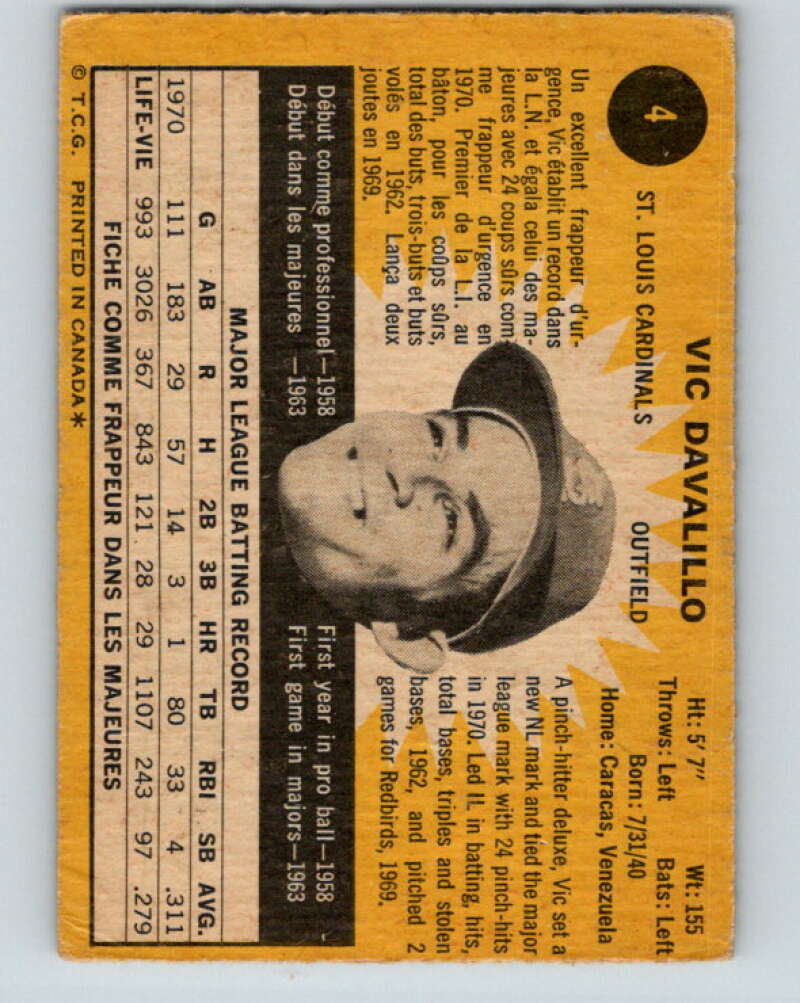 4
VIC DAVALILLO
Ht: 5' 7" Wt: 155
Throws: Left Bats: Left
ST. LOUIS CARDINALS OUTFIELD
Born: 7/31/40
Home: Caracas, Venezuela
Un excellent frappeur d'ur-
gence, Vic établit un record dans
la L.N. et égala celui des ma-
jeures avec 24 coups sûrs com-
me frappeur d'urgence en
1970. Premier de la L.I. au
bâton, pour les coûps sûrs,
total des buts, trois-buts et buts
volés en 1962. Lança deux
joutes en 1969.
A pinch-hitter deluxe, Vic set a
new NL mark and tied the major
league mark with 24 pinch-hits
in 1970. Led IL in batting, hits,
total bases, triples and stolen
bases, 1962, and pitched 2
games for Redbirds, 1969.
Début comme professionnel—1958
Début dans les majeures —1963
First year in pro ball—1958
First game in majors—1963
MAJOR LEAGUE BATTING RECORD
G AB R H 2B 3B HR TB RBI SB AVG.
1970 111 183 29 57 14 3 1 80 33 4 .311
LIFE-VIE 993 3026 367 843 121 28 29 1107 243 97 .279
FICHE COMME FRAPPEUR DANS LES MAJEURES
© T.C.G. PRINTED IN CANADA*